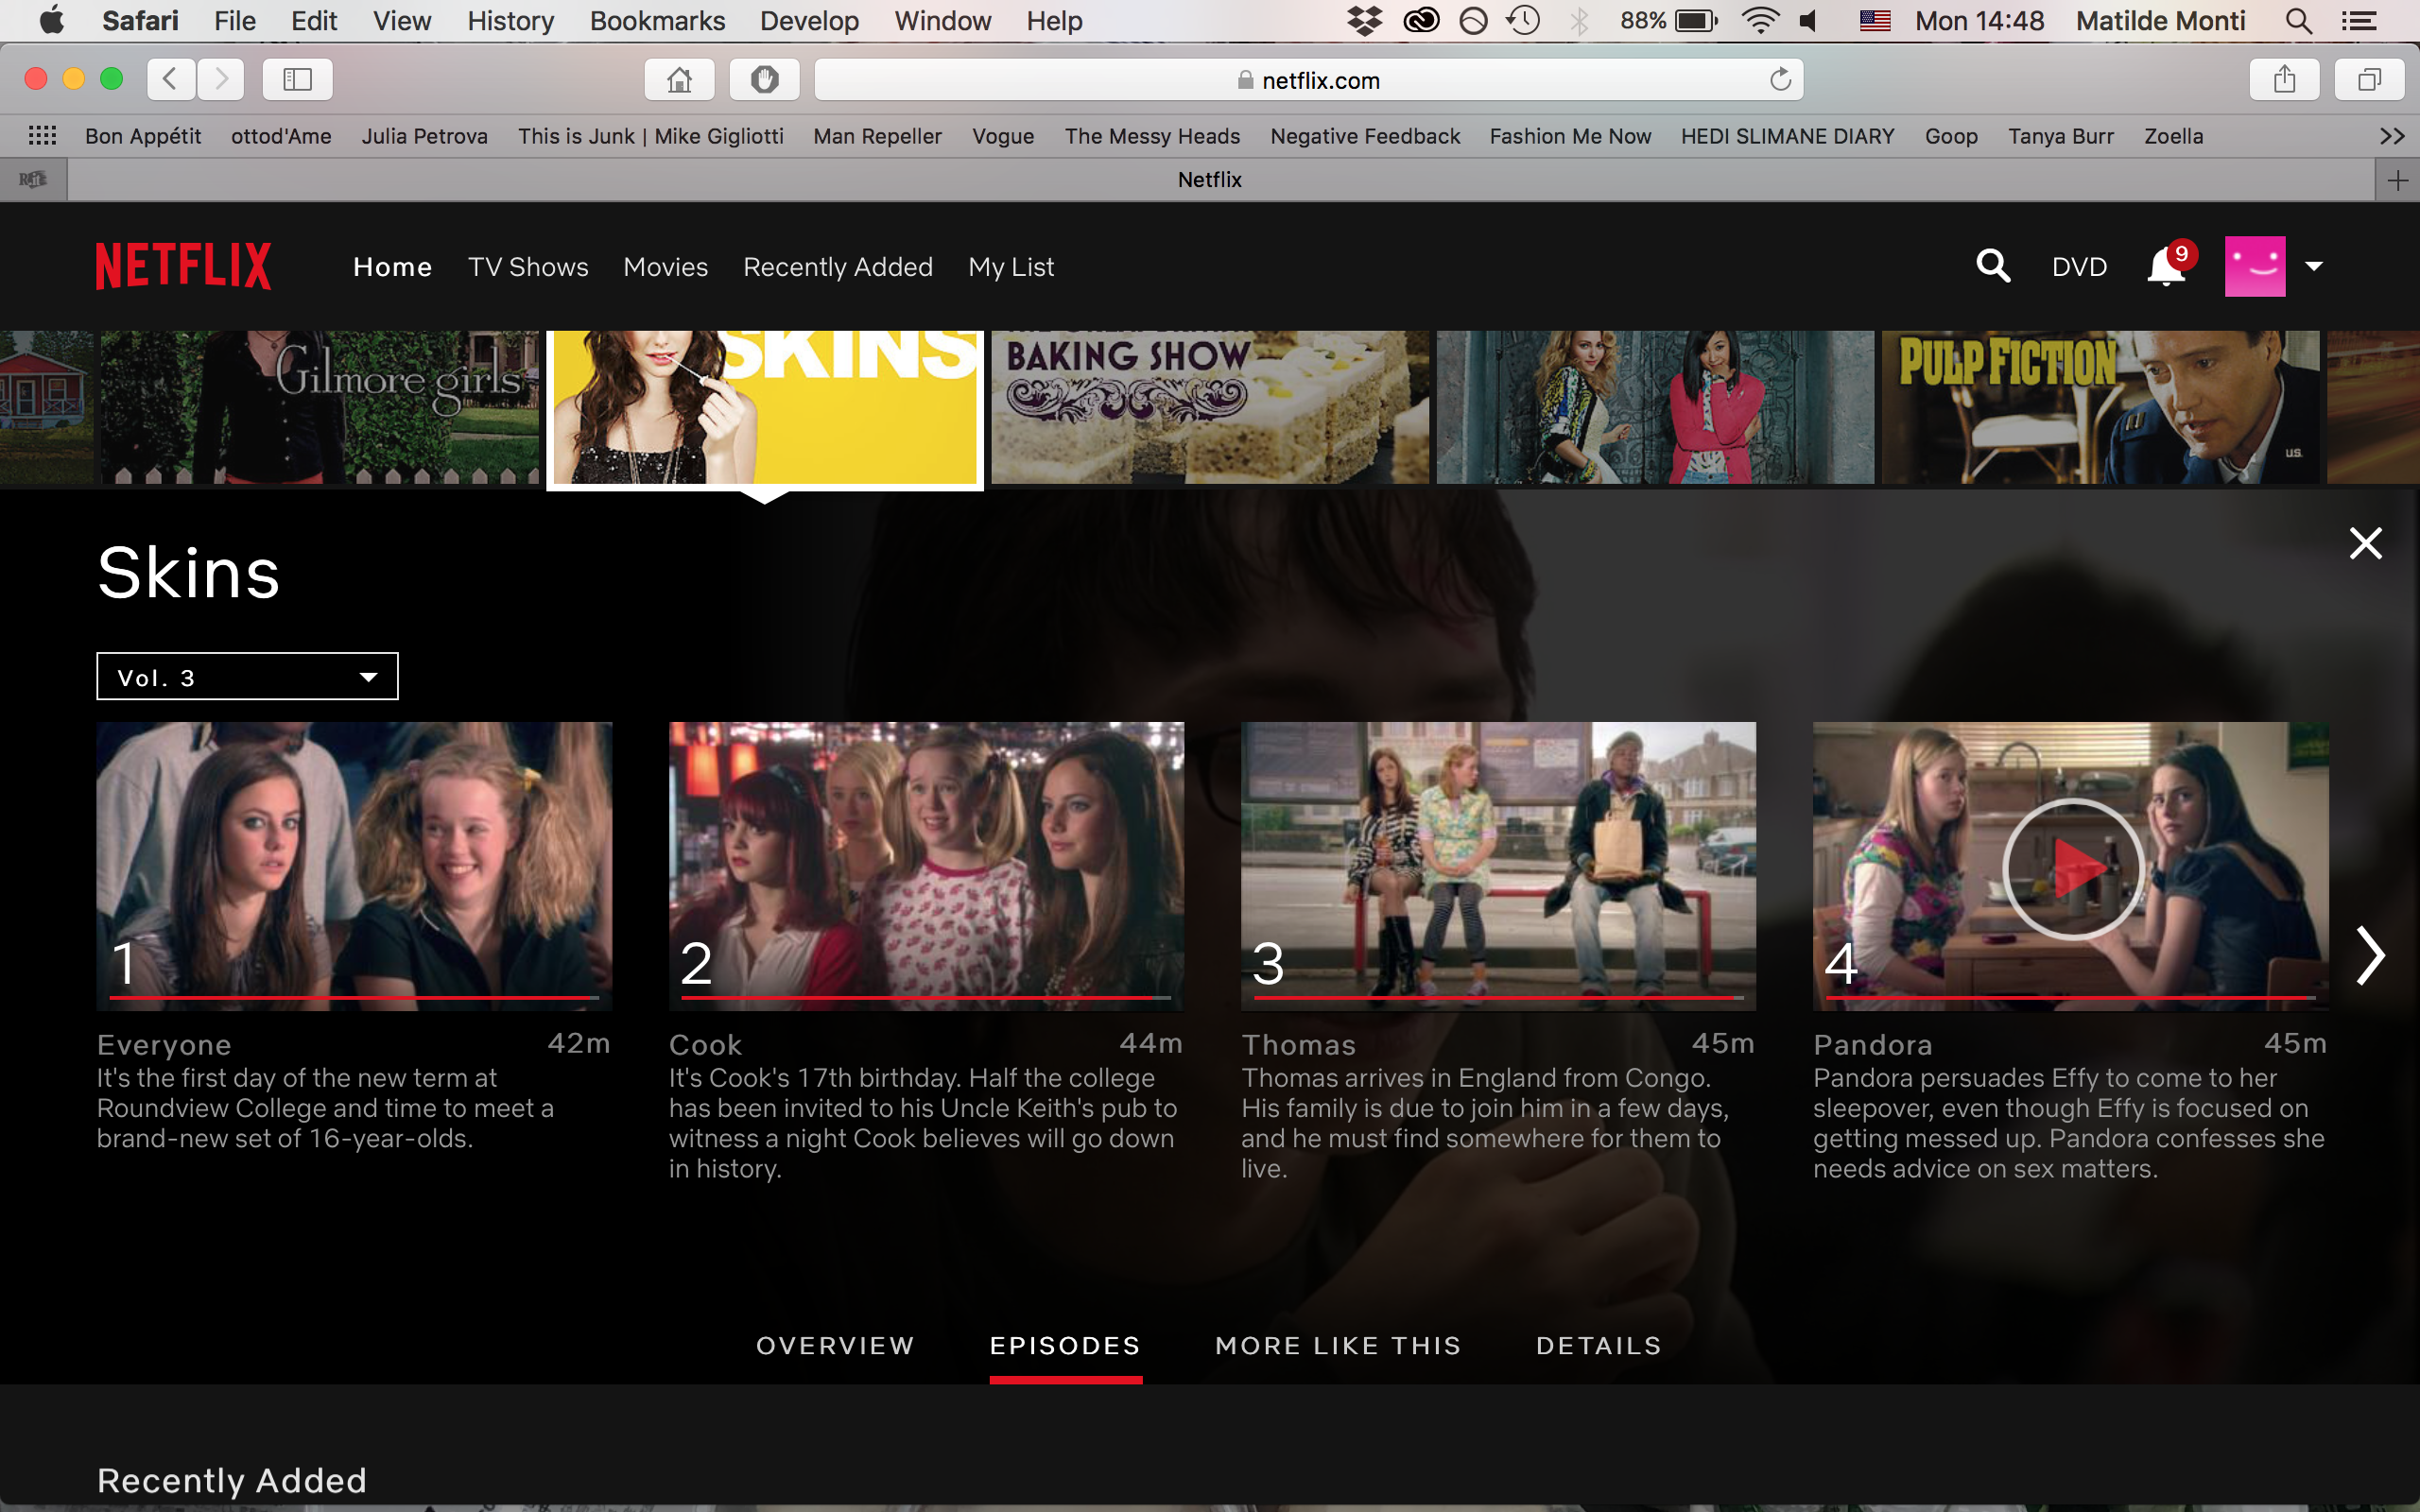 Safari File Edit View History Bookmarks Develop Window Help 88% Mon 14:48 Matilde Monti
netflix.com
Bon Appétit ottod'Ame Julia Petrova This is Junk | Mike Gigliotti Man Repeller Vogue The Messy Heads Negative Feedback Fashion Me Now HEDI SLIMANE DIARY Goop Tanya Burr Zoella
Netflix
NETFLIX Home TV Shows Movies Recently Added My List DVD 9
Gilmore girls
SKINS
BAKING SHOW
PULP FICTION
U.S.
Skins
Vol. 3
1
2
3
4
Everyone 42m
It's the first day of the new term at
Roundview College and time to meet a
brand-new set of 16-year-olds.
Cook 44m
It's Cook's 17th birthday. Half the college
has been invited to his Uncle Keith's pub to
witness a night Cook believes will go down
in history.
Thomas 45m
Thomas arrives in England from Congo.
His family is due to join him in a few days,
and he must find somewhere for them to
live.
Pandora 45m
Pandora persuades Effy to come to her
sleepover, even though Effy is focused on
getting messed up. Pandora confesses she
needs advice on sex matters.
OVERVIEW EPISODES MORE LIKE THIS DETAILS
Recently Added